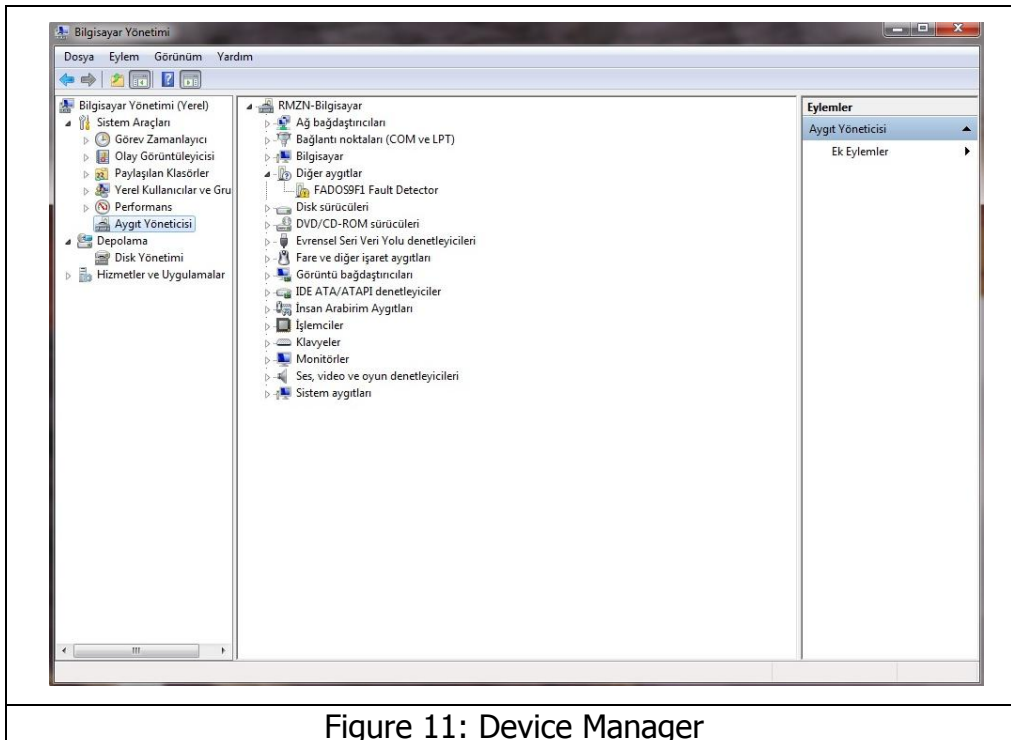 Bilgisayar Yönetimi
Dosya Eylem Görünüm Yardım
Bilgisayar Yönetimi (Yerel)
Sistem Araçları
Görev Zamanlayıcı
Olay Görüntüleyicisi
Paylaşılan Klasörler
Yerel Kullanıcılar ve Gru
Performans
Aygıt Yöneticisi
Depolama
Disk Yönetimi
Hizmetler ve Uygulamalar
RMZN-Bilgisayar
Ağ bağdaştırıcıları
Bağlantı noktaları (COM ve LPT)
Bilgisayar
Diğer aygıtlar
FADOS9F1 Fault Detector
Disk sürücüleri
DVD/CD-ROM sürücüleri
Evrensel Seri Veri Yolu denetleyicileri
Fare ve diğer işaret aygıtları
Görüntü bağdaştırıcıları
IDE ATA/ATAPI denetleyiciler
İnsan Arabirim Aygıtları
İşlemciler
Klavyeler
Monitörler
Ses, video ve oyun denetleyicileri
Sistem aygıtları
Eylemler
Aygıt Yöneticisi
Ek Eylemler
Figure 11: Device Manager